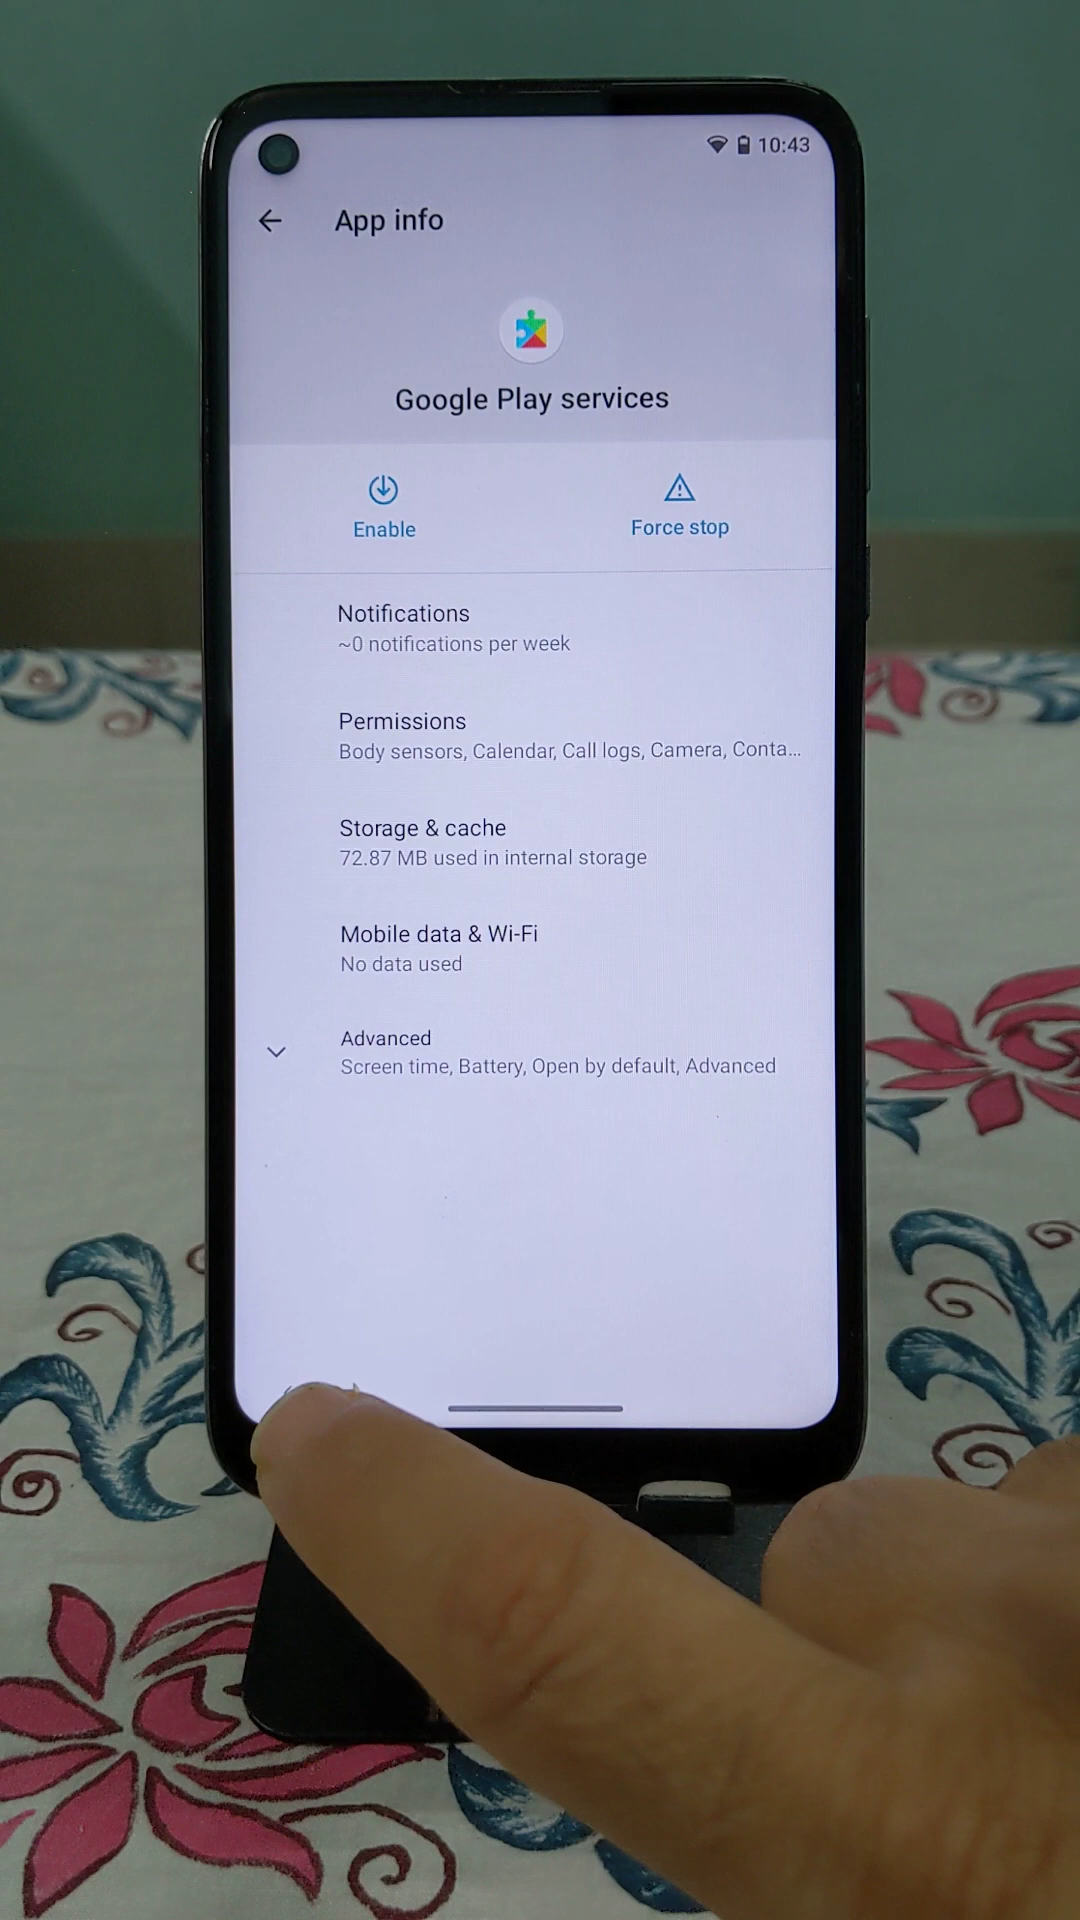 10:43
App info
Google Play services
Enable
Force stop
Notifications
~0 notifications per week
Permissions
Body sensors, Calendar, Call logs, Camera, Conta...
Storage & cache
72.87 MB used in internal storage
Mobile data & Wi-Fi
No data used
Advanced
Screen time, Battery, Open by default, Advanced